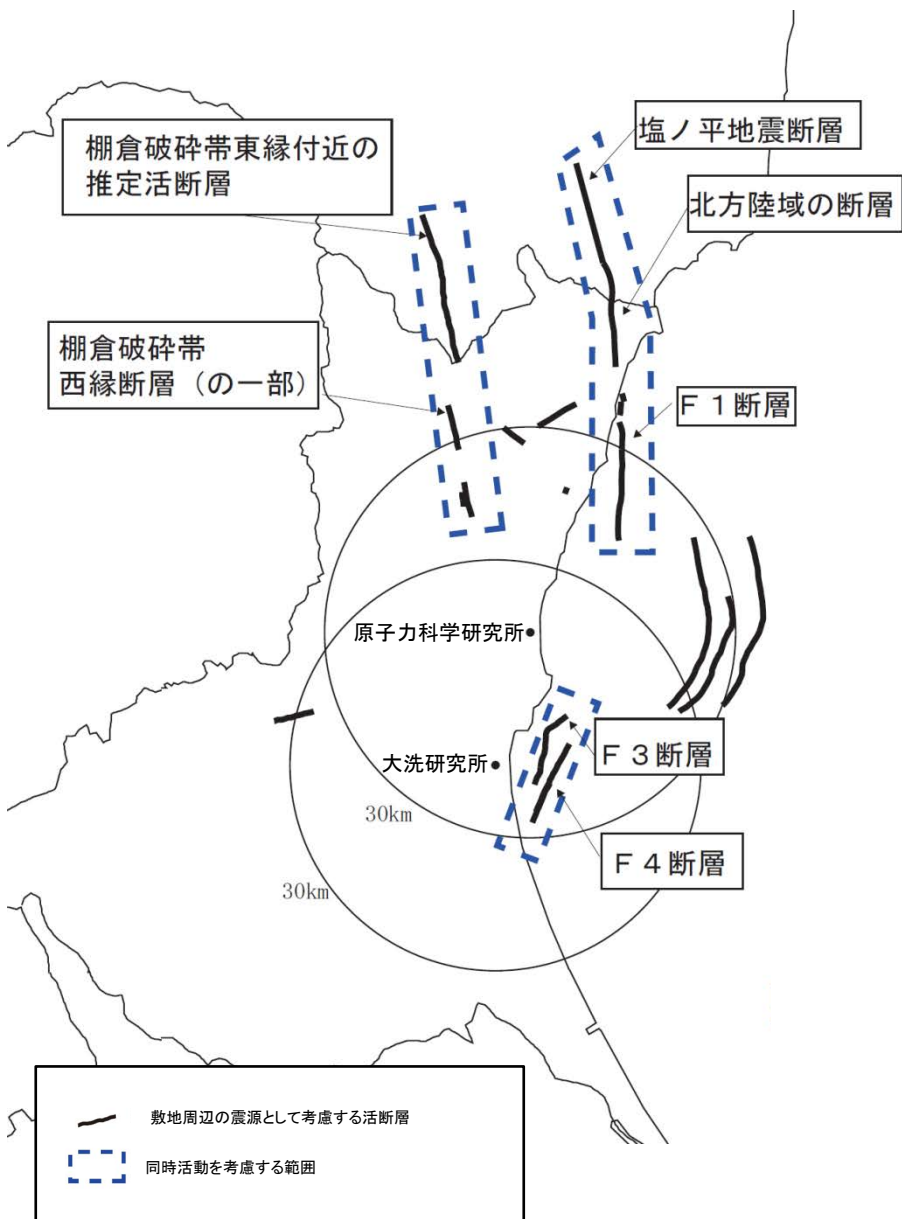 塩ノ平地震断層
棚倉破砕帯東縁付近の
推定活断層
北方陸域の断層
棚倉破砕帯
西縁断層（の一部）
Ｆ１断層
原子力科学研究所
Ｆ３断層
大洗研究所
30km
Ｆ４断層
30km
敷地周辺の震源として考慮する活断層
同時活動を考慮する範囲